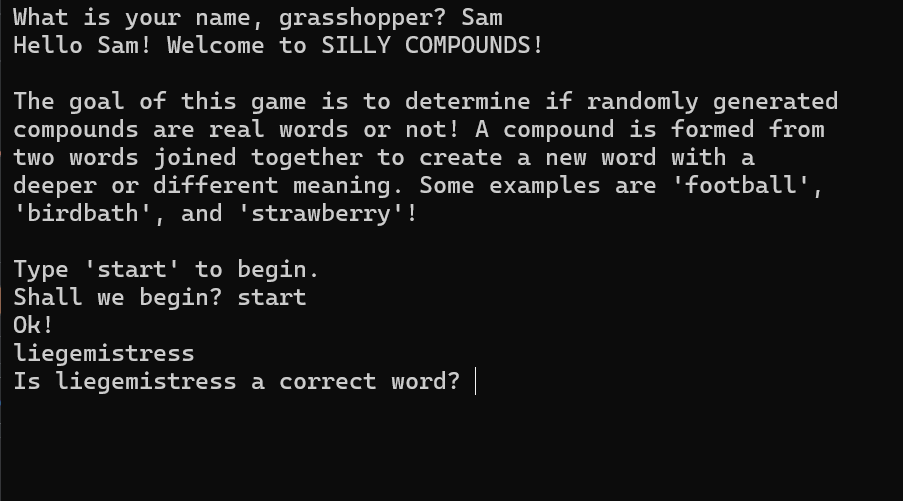 What is your name, grasshopper? Sam
Hello Sam! Welcome to SILLY COMPOUNDS!
The goal of this game is to determine if randomly generated
compounds are real words or not! A compound is formed from
two words joined together to create a new word with a
deeper or different meaning. Some examples are 'football',
'birdbath', and 'strawberry'!
Type 'start' to begin.
Shall we begin? start
Ok!
liegemistress
Is liegemistress a correct word?